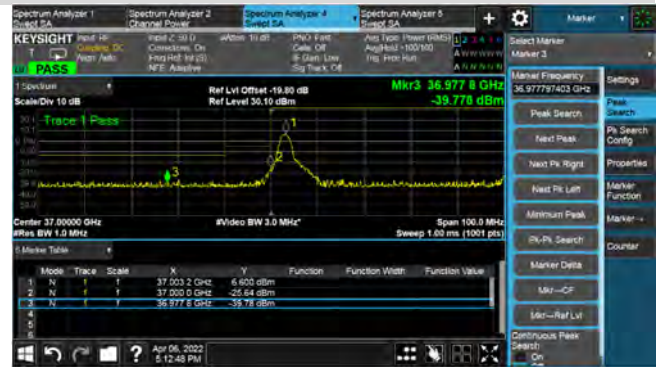 Spectrum Analyzer 1
Swept SA
Spectrum Analyzer 2
Channel Power
Spectrum Analyzer 4
Swept SA
Spectrum Analyzer 5
Swept SA
+
Marker
KEYSIGHT
Input: RF
Coupling: DC
Align: Auto
Input Z: 50 Ω
Corrections: On
Freq Ref: Int (S)
NFE: Adaptive
#Atten: 10 dB
PNO: Fast
Gate: Off
IF Gain: Low
Sig Track: Off
Avg Type: Power (RMS)
Avg|Hold: >100/100
Trig: Free Run
PASS
Select Marker
Marker 3
1 Spectrum
Scale/Div 10 dB
Ref Lvl Offset -19.80 dB
Ref Level 30.10 dBm
Mkr3 36.977 8 GHz
-39.778 dBm
Trace 1 Pass
1
2
3
Center 37.00000 GHz
#Res BW 1.0 MHz
#Video BW 3.0 MHz*
Span 100.0 MHz
Sweep 1.00 ms (1001 pts)
5 Marker Table
Mode Trace Scale X Y Function Function Width Function Value
1 N 1 f 37.003 2 GHz 6.600 dBm
2 N 1 f 37.000 0 GHz -25.64 dBm
3 N 1 f 36.977 8 GHz -39.78 dBm
4
5
6
Apr 06, 2022
5:12:48 PM
Marker Frequency
36.977797403 GHz
Peak Search
Next Peak
Next Pk Right
Next Pk Left
Minimum Peak
Pk-Pk Search
Marker Delta
Mkr→CF
Mkr→Ref Lvl
Continuous Peak
Search
On
Settings
Peak
Search
Pk Search
Config
Properties
Marker
Function
Marker→
Counter